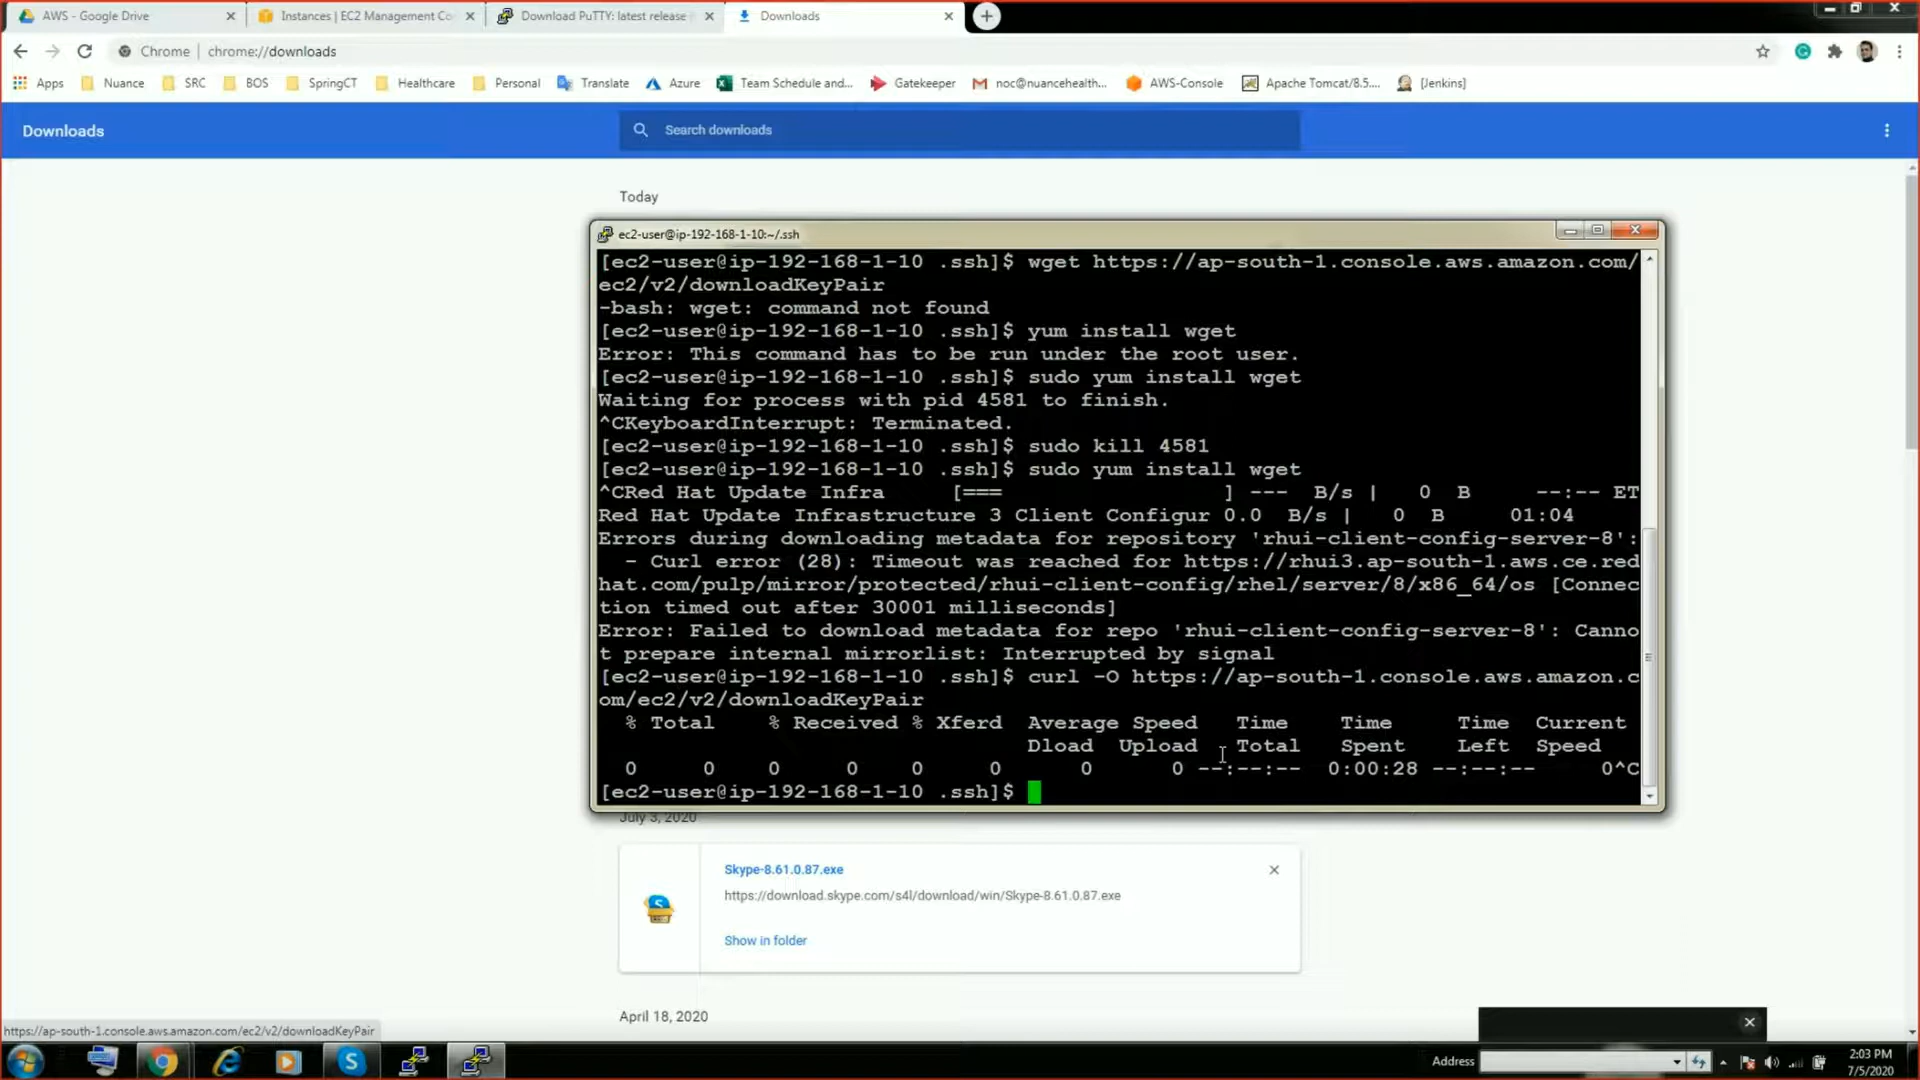 AWS - Google Drive
Instances | EC2 Management Co
Download PuTTY: latest release
Downloads
Chrome | chrome://downloads
Apps
Nuance
SRC
BOS
SpringCT
Healthcare
Personal
Translate
Azure
Team Schedule and...
Gatekeeper
noc@nuancehealth...
AWS-Console
Apache Tomcat/8.5....
[Jenkins]
Downloads
Search downloads
Today
ec2-user@ip-192-168-1-10:~/.ssh
[ec2-user@ip-192-168-1-10 .ssh]$ wget https://ap-south-1.console.aws.amazon.com/
ec2/v2/downloadKeyPair
-bash: wget: command not found
[ec2-user@ip-192-168-1-10 .ssh]$ yum install wget
Error: This command has to be run under the root user.
[ec2-user@ip-192-168-1-10 .ssh]$ sudo yum install wget
Waiting for process with pid 4581 to finish.
^CKeyboardInterrupt: Terminated.
[ec2-user@ip-192-168-1-10 .ssh]$ sudo kill 4581
[ec2-user@ip-192-168-1-10 .ssh]$ sudo yum install wget
^CRed Hat Update Infra [=== ] --- B/s | 0 B --:-- ET
Red Hat Update Infrastructure 3 Client Configur 0.0 B/s | 0 B 01:04
Errors during downloading metadata for repository 'rhui-client-config-server-8':
- Curl error (28): Timeout was reached for https://rhui3.ap-south-1.aws.ce.red
hat.com/pulp/mirror/protected/rhui-client-config/rhel/server/8/x86_64/os [Connec
tion timed out after 30001 milliseconds]
Error: Failed to download metadata for repo 'rhui-client-config-server-8': Canno
t prepare internal mirrorlist: Interrupted by signal
[ec2-user@ip-192-168-1-10 .ssh]$ curl -O https://ap-south-1.console.aws.amazon.c
om/ec2/v2/downloadKeyPair
% Total % Received % Xferd Average Speed Time Time Time Current
Dload Upload Total Spent Left Speed
0 0 0 0 0 0 0 0 --:--:-- 0:00:28 --:--:-- 0^C
[ec2-user@ip-192-168-1-10 .ssh]$
July 3, 2020
Skype-8.61.0.87.exe
https://download.skype.com/s4l/download/win/Skype-8.61.0.87.exe
Show in folder
April 18, 2020
https://ap-south-1.console.aws.amazon.com/ec2/v2/downloadKeyPair
Address
2:03 PM
7/5/2020